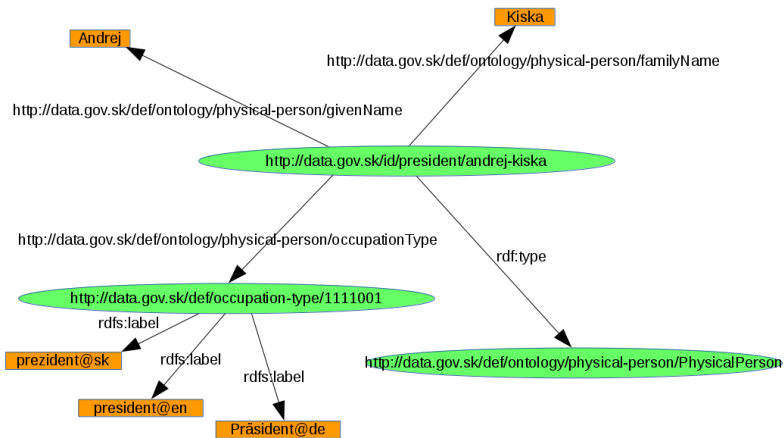 Kiska
Andrej
http://data.gov.sk/def/ontology/physical-person/familyName
http://data.gov.sk/def/ontology/physical-person/givenName
http://data.gov.sk/id/president/andrej-kiska
http://data.gov.sk/def/ontology/physical-person/occupationType
rdf:type
http://data.gov.sk/def/occupation-type/1111001
rdfs:label
prezident@sk
rdfs:label
http://data.gov.sk/def/ontology/physical-person/PhysicalPerson
rdfs:label
president@en
Präsident@de